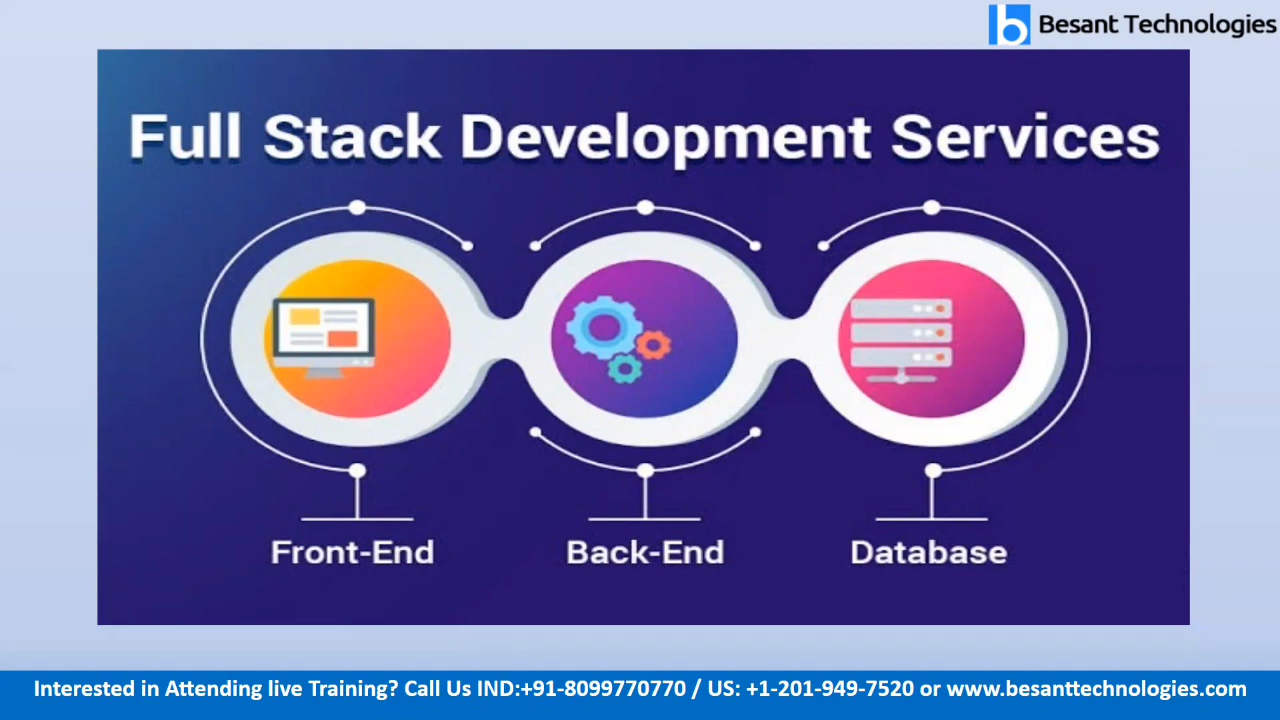 b Besant Technologies
Full Stack Development Services
Front-End Back-End Database
Interested in Attending live Training? Call Us IND:+91-8099770770 / US: +1-201-949-7520 or www.besanttechnologies.com